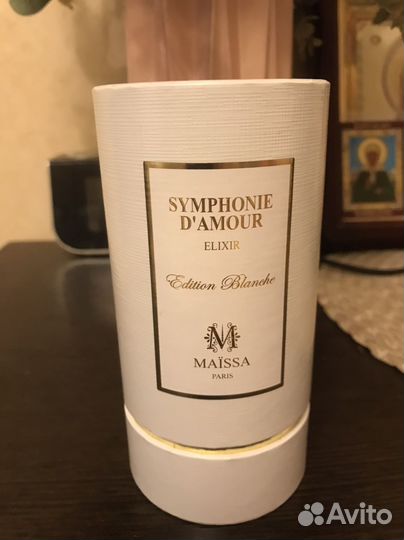 SYMPHONIE
D'AMOUR
ELIXIR
Edition Blanche
M
MAÏSSA
PARIS
Avito